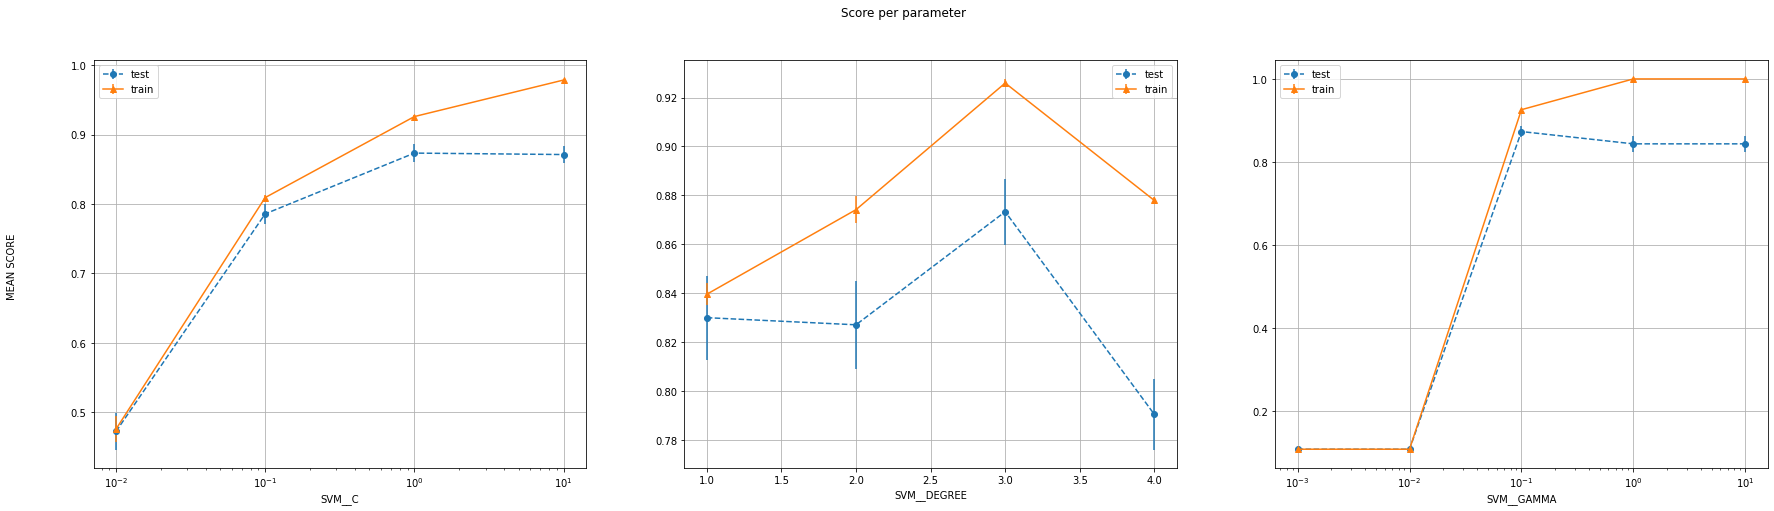 Score per parameter
MEAN SCORE
1.0
0.9
0.8
0.7
0.6
0.5
test
train
10⁻² 10⁻¹ 10⁰ 10¹
SVM__C
0.92
0.90
0.88
0.86
0.84
0.82
0.80
0.78
test
train
1.0 1.5 2.0 2.5 3.0 3.5 4.0
SVM__DEGREE
1.0
0.8
0.6
0.4
0.2
test
train
10⁻³ 10⁻² 10⁻¹ 10⁰ 10¹
SVM__GAMMA